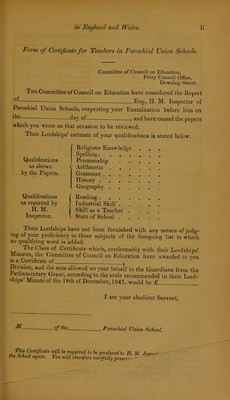 in England and Wales. li
Form of Certificate for Teachers in Parochial Union Schools.
Committee of Council on Education,
Privy Council Office,
Downing Street.
The Committee of Council on Education have considered the Report
of Esq., H. M. Inspector of
Parochial Union Schools, respecting your Examination before him on
the day of , and have caused the papers
which you wrote on that occasion to be reviewed.
Their Lordships' estimate of your qualifications is stated below.
Qualifications as shewn by the Papers.
Religious Knowledge . . . .
Spelling . . . . . . .
Penmanship . . . . . .
Arithmetic . . . . . .
Grammar . . . . . . .
History . . . . . . .
Geography . . . . . .
Qualifications as reported by H. M. Inspector.
Reading . . . . . . .
Industrial Skill . . . . .
Skill as a Teacher . . . .
State of School . . . . .
Their Lordships have not been furnished with any means of judg-
ing of your proficiency in those subjects of the foregoing list to which
no qualifying word is added.
The Class of Certificate which, conformably with their Lordships'
Minutes, the Committee of Council on Education have awarded to you
is a Certificate of
Division, and the sum allowed on your behalf to the Guardians from the
Parliamentary Grant, according to the scale recommended in their Lord-
ships' Minute of the 18th of December, 1847, would be £
I am your obedient Servant,
M of the Parochial Union School.
This Certificate will be required to be produced to H. M.
the School again. You will therefore carefully